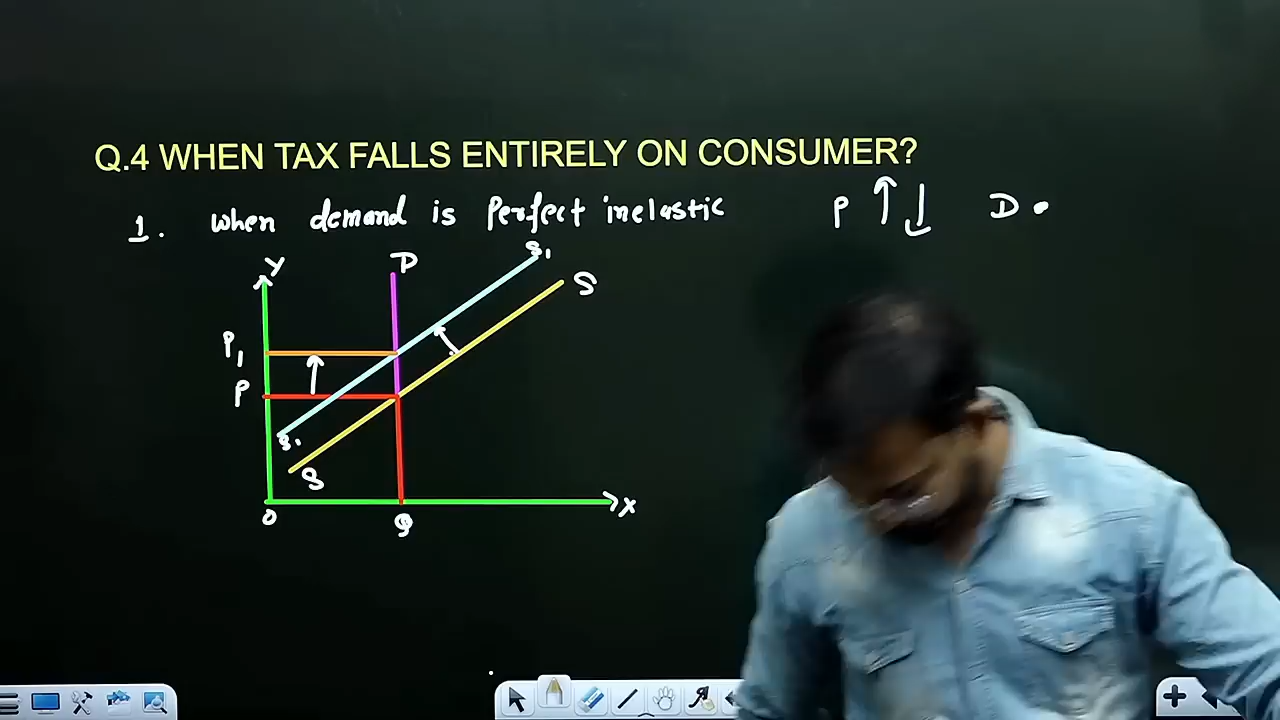 Q.4 WHEN TAX FALLS ENTIRELY ON CONSUMER?
1. when demand is Perfect inelastic P ↑↓ D •
Y D S1 S
P1
P
S1
S
O Q X